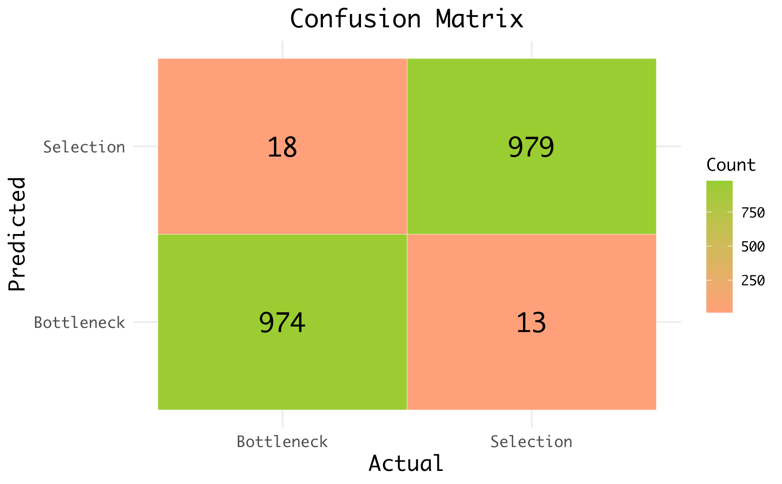 Confusion Matrix
Predicted
Selection
18
979
Bottleneck
974
13
Bottleneck
Selection
Actual
Count
750
500
250